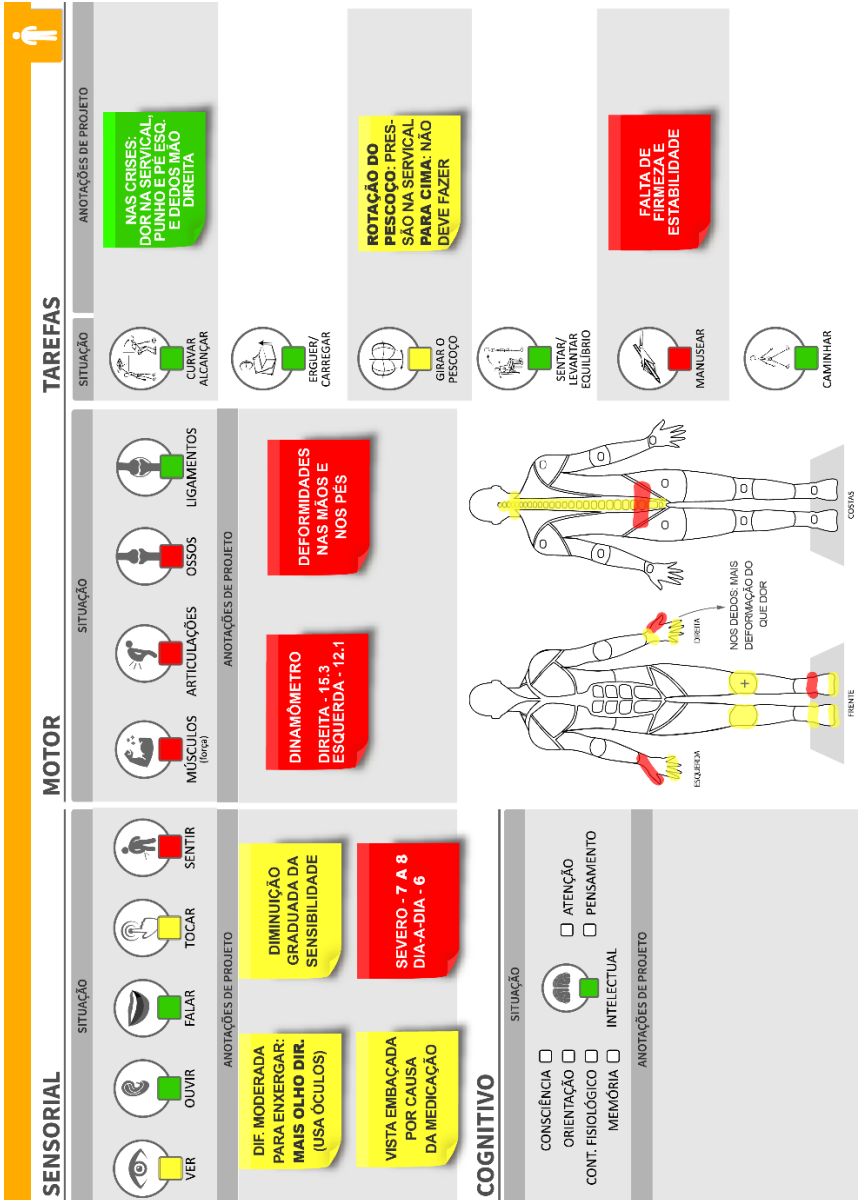 SENSORIAL
SITUAÇÃO
VER
OUVIR
FALAR
TOCAR
SENTIR
ANOTAÇÕES DE PROJETO
DIF. MODERADA
PARA ENXERGAR:
MAIS OLHO DIR.
(USA ÓCULOS)
DIMINUIÇÃO
GRADUADA DA
SENSIBILIDADE
VISTA EMBAÇADA
POR CAUSA
DA MEDICAÇÃO
SEVERO - 7 A 8
DIA-A-DIA - 6
COGNITIVO
SITUAÇÃO
CONSCIÊNCIA
ORIENTAÇÃO
CONT. FISIOLÓGICO
MEMÓRIA
INTELECTUAL
ATENÇÃO
PENSAMENTO
ANOTAÇÕES DE PROJETO
MOTOR
SITUAÇÃO
MÚSCULOS
(força)
ARTICULAÇÕES
OSSOS
LIGAMENTOS
ANOTAÇÕES DE PROJETO
DINAMÔMETRO
DIREITA - 15.3
ESQUERDA - 12.1
DEFORMIDADES
NAS MÃOS E
NOS PÉS
ESQUERDA
DIREITA
NOS DEDOS: MAIS
DEFORMAÇÃO DO
QUE DOR
FRENTE
COSTAS
TAREFAS
SITUAÇÃO
ANOTAÇÕES DE PROJETO
CURVAR
ALCANÇAR
NAS CRISES:
DOR NA SERVICAL,
PUNHO E PÉ ESQ.
E DEDOS MÃO
DIREITA
ERGUER/
CARREGAR
GIRAR O
PESCOÇO
ROTAÇÃO DO
PESCOÇO: PRES-
SÃO NA SERVICAL
PARA CIMA: NÃO
DEVE FAZER
SENTAR/
LEVANTAR
EQUILÍBRIO
MANUSEAR
FALTA DE
FIRMEZA E
ESTABILIDADE
CAMINHAR